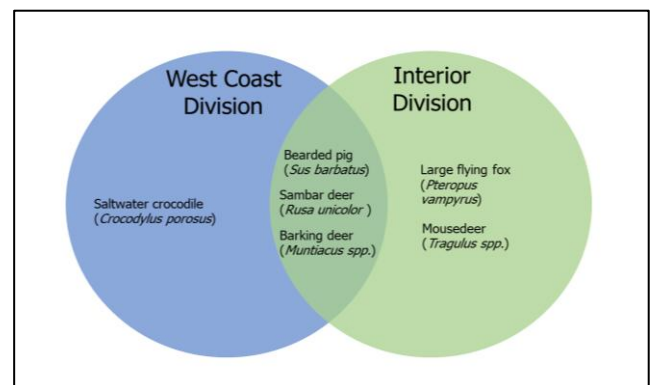 West Coast
Division
Interior
Division
Saltwater crocodile
(Crocodylus porosus)
Bearded pig
(Sus barbatus)
Sambar deer
(Rusa unicolor )
Barking deer
(Muntiacus spp.)
Large flying fox
(Pteropus
vampyrus)
Mousedeer
(Tragulus spp.)